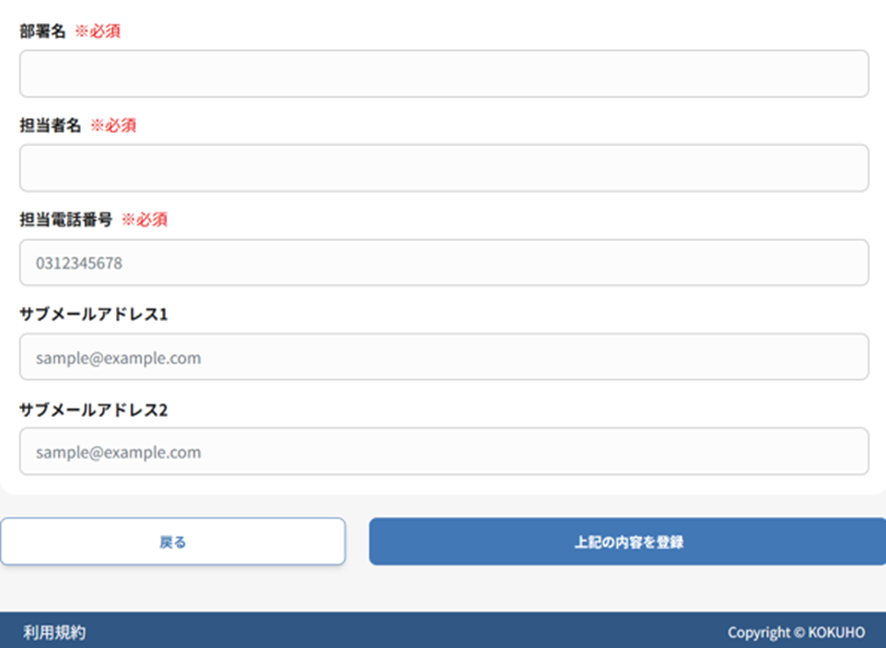 部署名 ※必須
担当者名 ※必須
担当電話番号 ※必須
0312345678
サブメールアドレス1
sample@example.com
サブメールアドレス2
sample@example.com
戻る 上記の内容を登録
利用規約 Copyright © KOKUHO